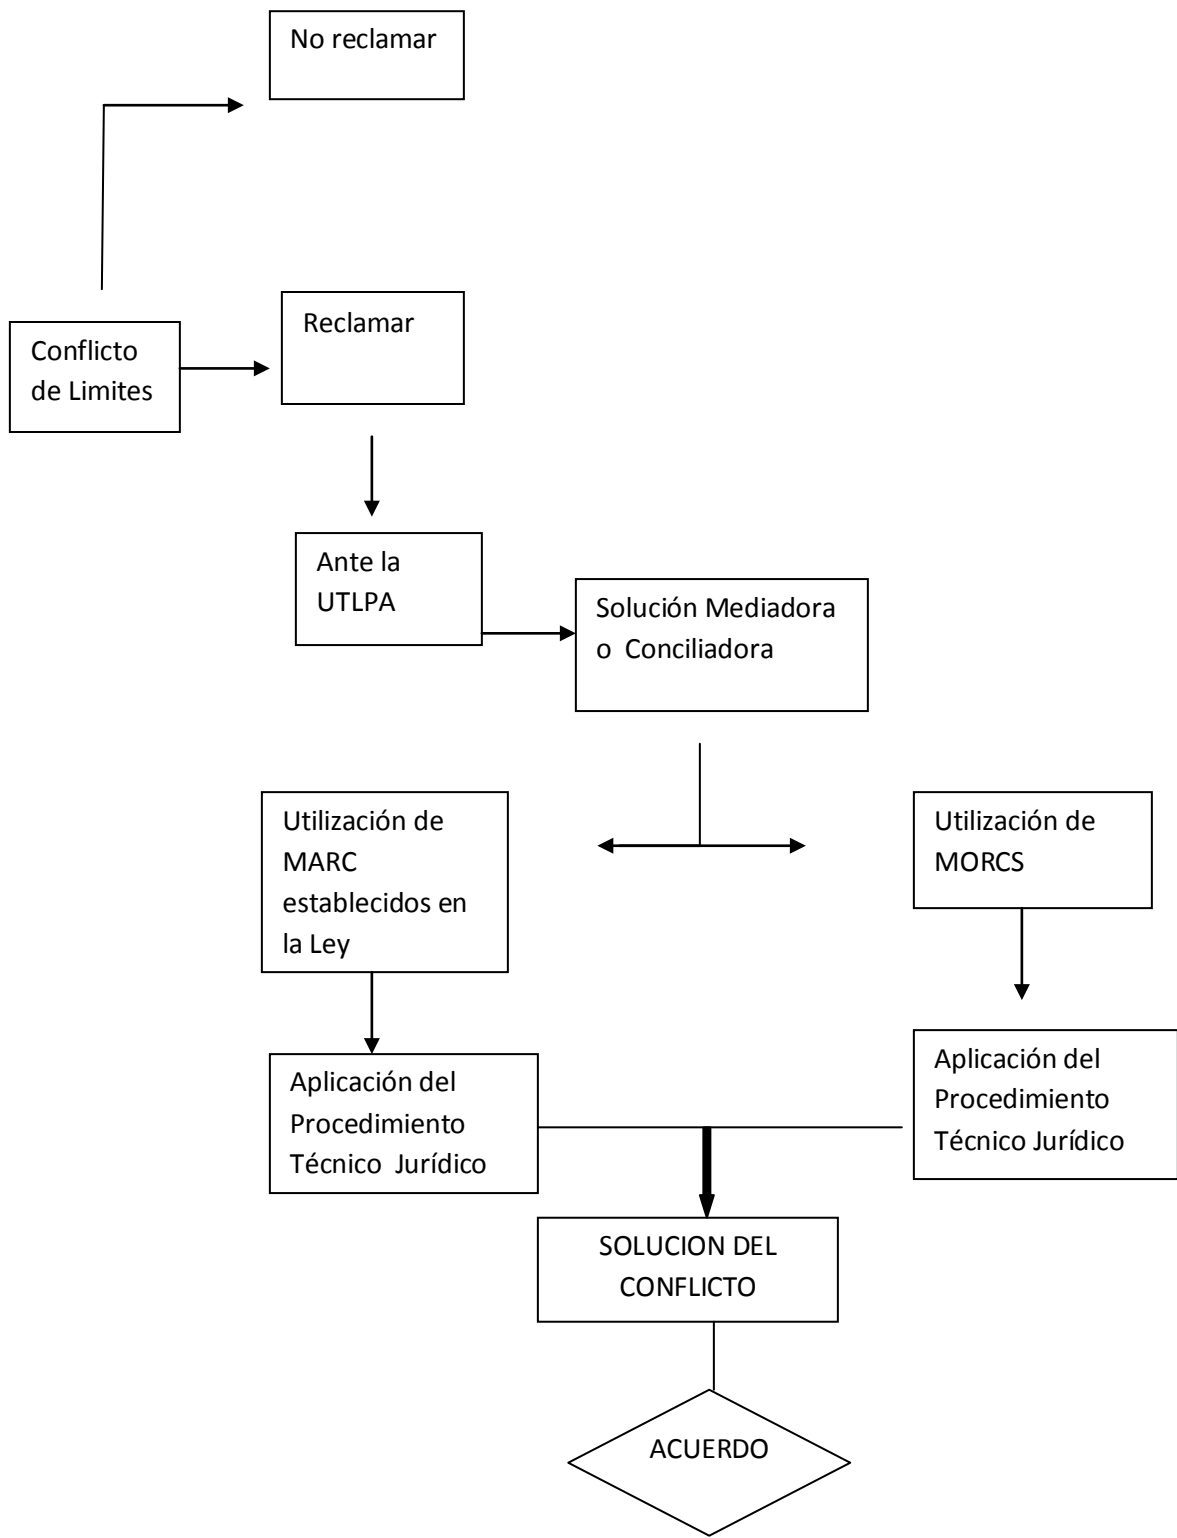 No reclamar
Reclamar
Conflicto
de Limites
Ante la
UTLPA
Solución Mediadora
o Conciliadora
Utilización de
MARC
establecidos en
la Ley
Utilización de
MORCS
Aplicación del
Procedimiento
Técnico Jurídico
Aplicación del
Procedimiento
Técnico Jurídico
SOLUCION DEL
CONFLICTO
ACUERDO